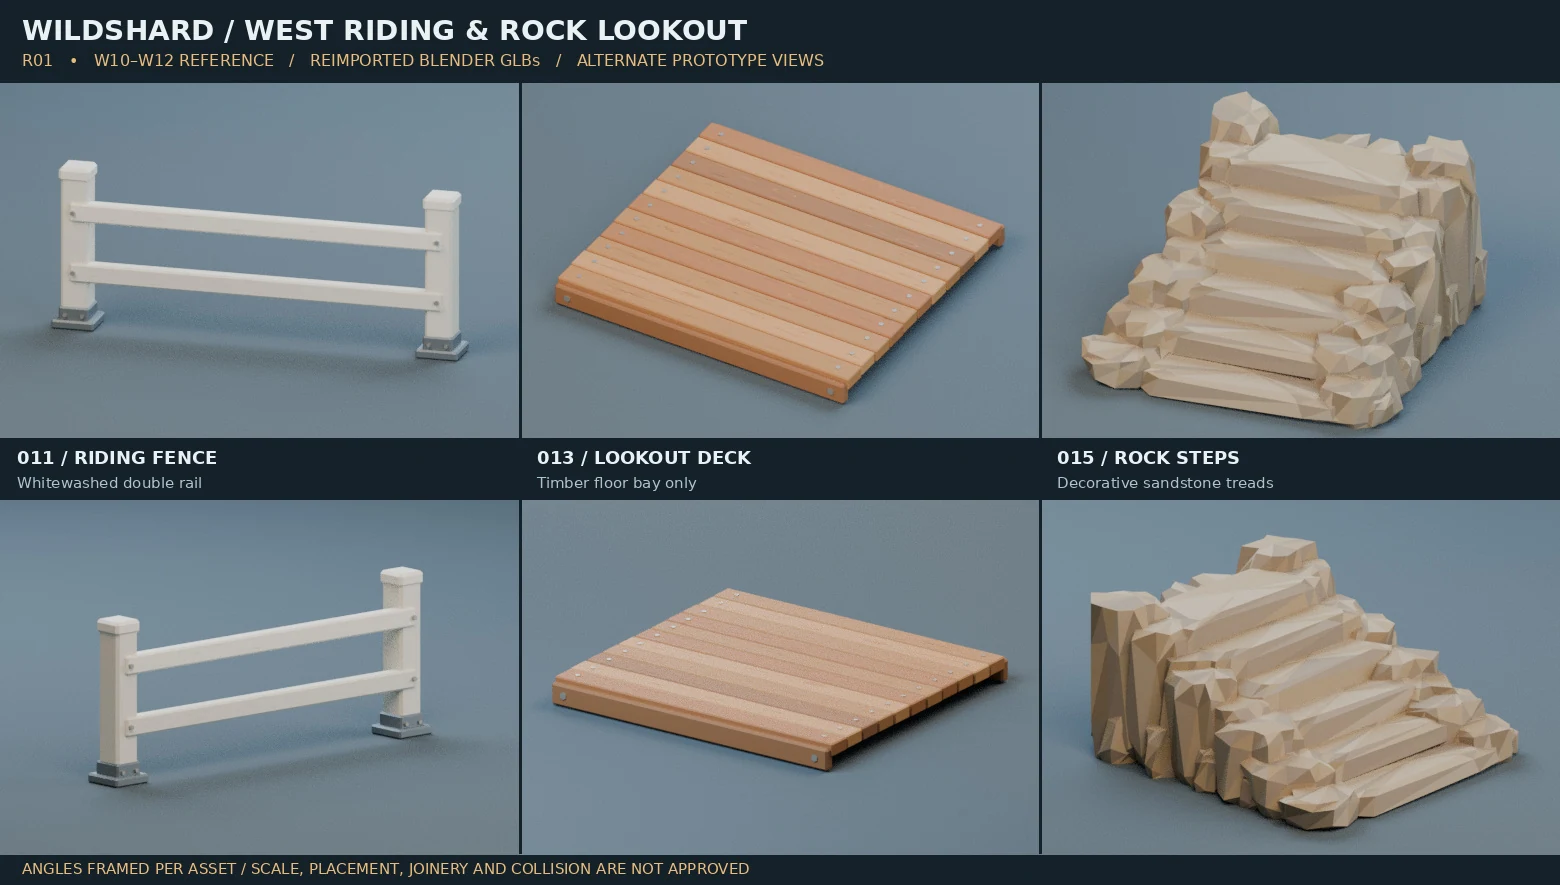 WILDSHARD / WEST RIDING & ROCK LOOKOUT
R01 • W10–W12 REFERENCE / REIMPORTED BLENDER GLBs / ALTERNATE PROTOTYPE VIEWS
011 / RIDING FENCE
Whitewashed double rail
013 / LOOKOUT DECK
Timber floor bay only
015 / ROCK STEPS
Decorative sandstone treads
ANGLES FRAMED PER ASSET / SCALE, PLACEMENT, JOINERY AND COLLISION ARE NOT APPROVED